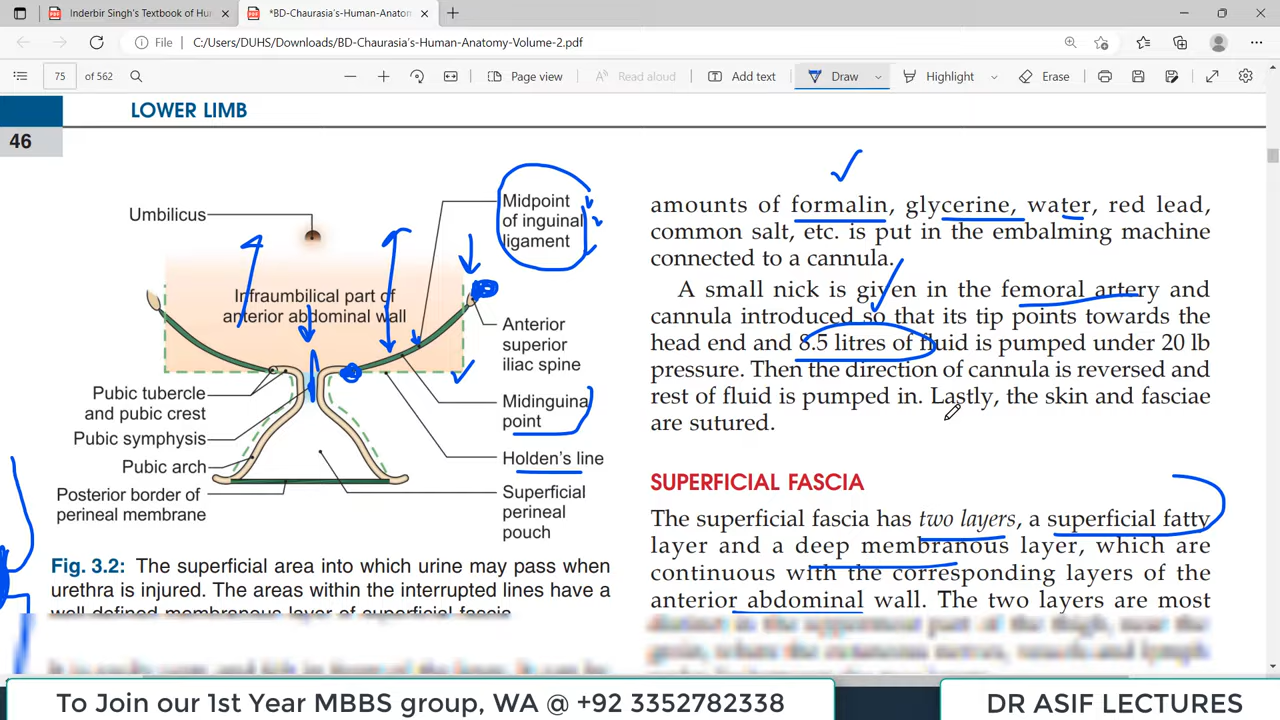 Inderbir Singh's Textbook of Hur
*BD-Chaurasia's-Human-Anatom
File
C:/Users/DUHS/Downloads/BD-Chaurasia's-Human-Anatomy-Volume-2.pdf
75 of 562
Page view
Read aloud
Add text
Draw
Highlight
Erase
LOWER LIMB
46
Umbilicus
Midpoint
of inguinal
ligament
Infraumbilical part of
anterior abdominal wall
Anterior
superior
iliac spine
Pubic tubercle
and pubic crest
Midinguinal
point
Pubic symphysis
Holden's line
Pubic arch
Posterior border of
perineal membrane
Superficial
perineal
pouch
Fig. 3.2: The superficial area into which urine may pass when
urethra is injured. The areas within the interrupted lines have a
well-defined membranous layer of superficial fascia
amounts of formalin, glycerine, water, red lead,
common salt, etc. is put in the embalming machine
connected to a cannula.
A small nick is given in the femoral artery and
cannula introduced so that its tip points towards the
head end and 8.5 litres of fluid is pumped under 20 lb
pressure. Then the direction of cannula is reversed and
rest of fluid is pumped in. Lastly, the skin and fasciae
are sutured.
SUPERFICIAL FASCIA
The superficial fascia has two layers, a superficial fatty
layer and a deep membranous layer, which are
continuous with the corresponding layers of the
anterior abdominal wall. The two layers are most
To Join our 1st Year MBBS group, WA @ +92 3352782338
DR ASIF LECTURES